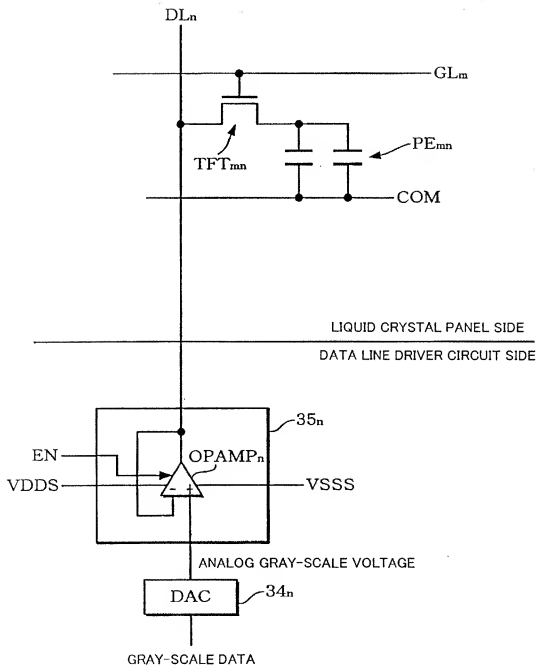 DLn
GLm
TFTmn
PEmn
COM
LIQUID CRYSTAL PANEL SIDE
DATA LINE DRIVER CIRCUIT SIDE
35n
EN
OPAMPn
VDDS
VSSS
- +
ANALOG GRAY-SCALE VOLTAGE
DAC
34n
GRAY-SCALE DATA